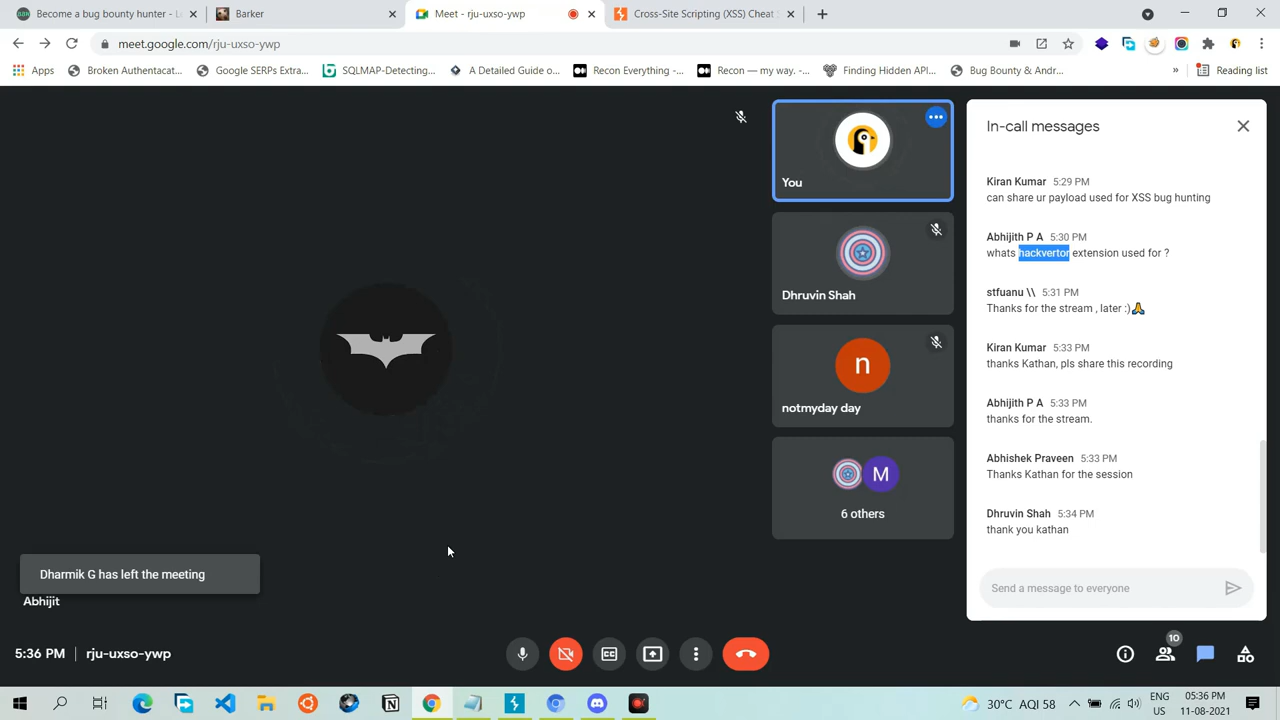 Become a bug bounty hunter - L
Barker
Meet - rju-uxso-ywp
Cross-Site Scripting (XSS) Cheat
meet.google.com/rju-uxso-ywp
Apps
Broken Authentacat...
Google SERPs Extra...
SQLMAP-Detecting...
A Detailed Guide o...
Recon Everything -...
Recon — my way. -...
Finding Hidden API...
Bug Bounty & Andr...
»
Reading list
You
Dhruvin Shah
n
notmyday day
M
6 others
In-call messages
Kiran Kumar 5:29 PM
can share ur payload used for XSS bug hunting
Abhijith P A 5:30 PM
whats hackvertor extension used for ?
stfuanu \\ 5:31 PM
Thanks for the stream , later :)🙏
Kiran Kumar 5:33 PM
thanks Kathan, pls share this recording
Abhijith P A 5:33 PM
thanks for the stream.
Abhishek Praveen 5:33 PM
Thanks Kathan for the session
Dhruvin Shah 5:34 PM
thank you kathan
Send a message to everyone
Dharmik G has left the meeting
Abhijit
5:36 PM | rju-uxso-ywp
CC
10
30°C AQI 58
ENG
US
05:36 PM
11-08-2021